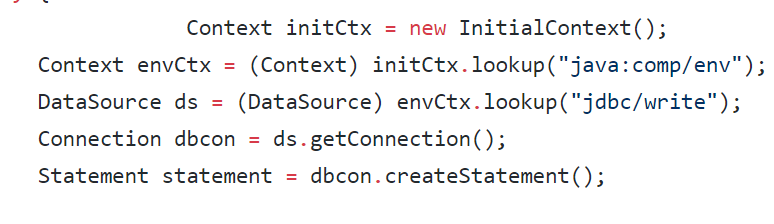 Context initCtx = new InitialContext();
Context envCtx = (Context) initCtx.lookup("java:comp/env");
DataSource ds = (DataSource) envCtx.lookup("jdbc/write");
Connection dbcon = ds.getConnection();
Statement statement = dbcon.createStatement();